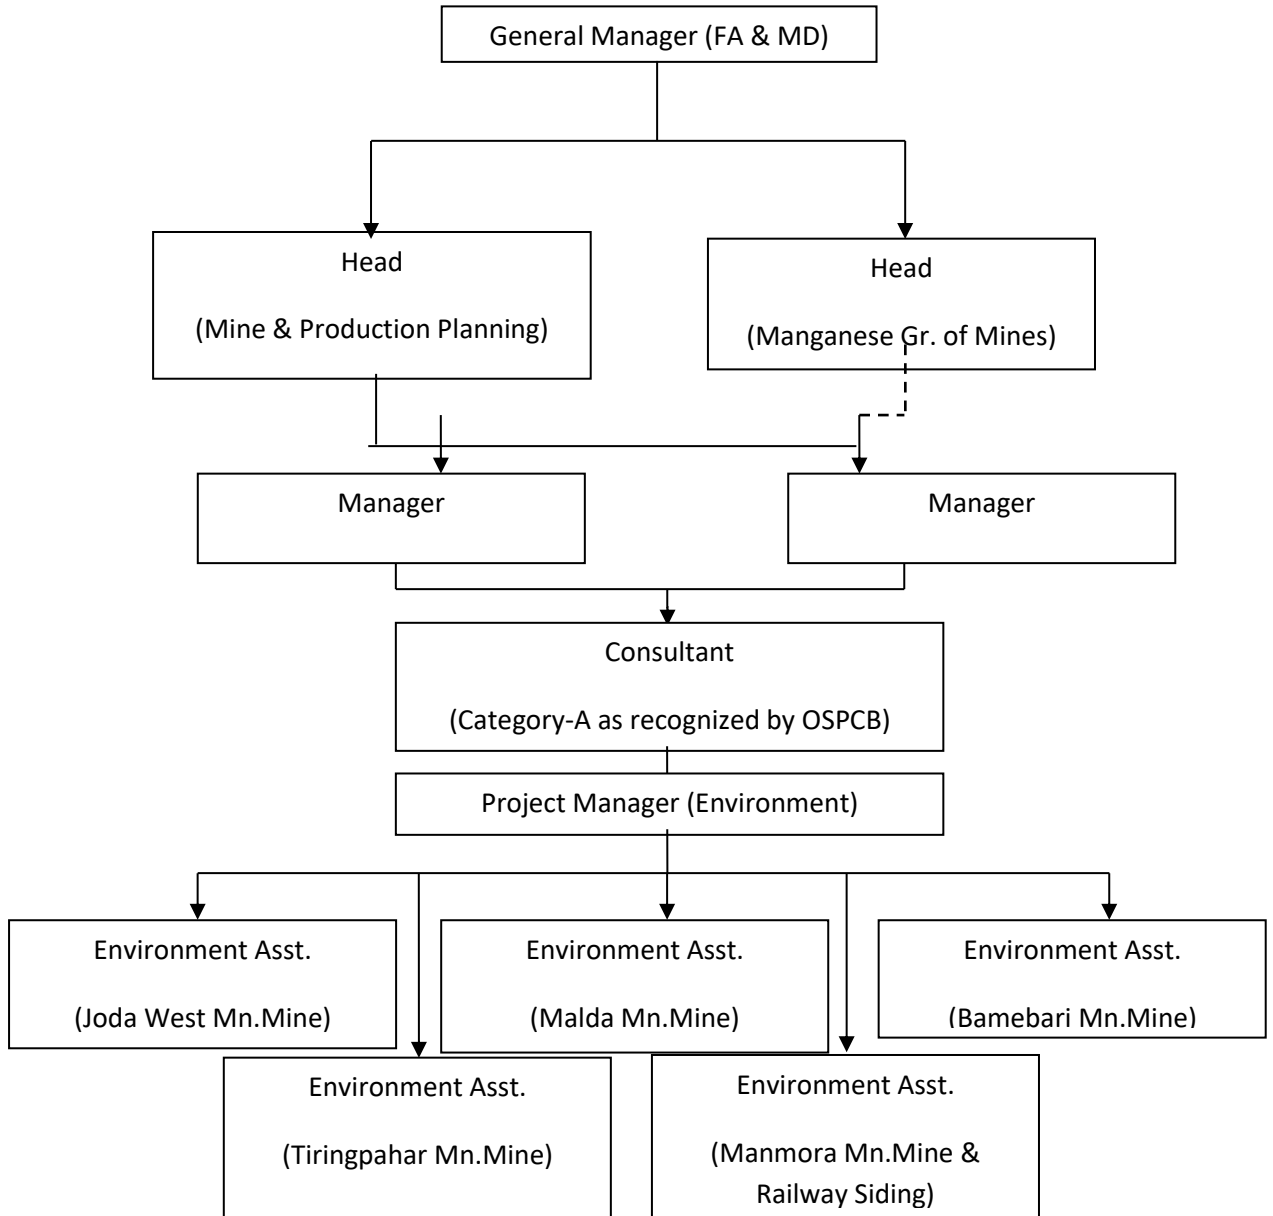 General Manager (FA & MD)
Head
(Mine & Production Planning)
Head
(Manganese Gr. of Mines)
Manager
Manager
Consultant
(Category-A as recognized by OSPCB)
Project Manager (Environment)
Environment Asst.
(Joda West Mn.Mine)
Environment Asst.
(Malda Mn.Mine)
Environment Asst.
(Bamebari Mn.Mine)
Environment Asst.
(Tiringpahar Mn.Mine)
Environment Asst.
(Manmora Mn.Mine &
Railway Siding)